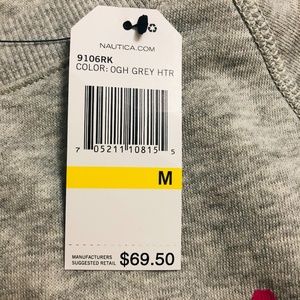 NAUTICA.COM
9106RK
COLOR: 0GH GREY HTR
7 05211 10815 5
M
MANUFACTURERS
SUGGESTED RETAIL $69.50